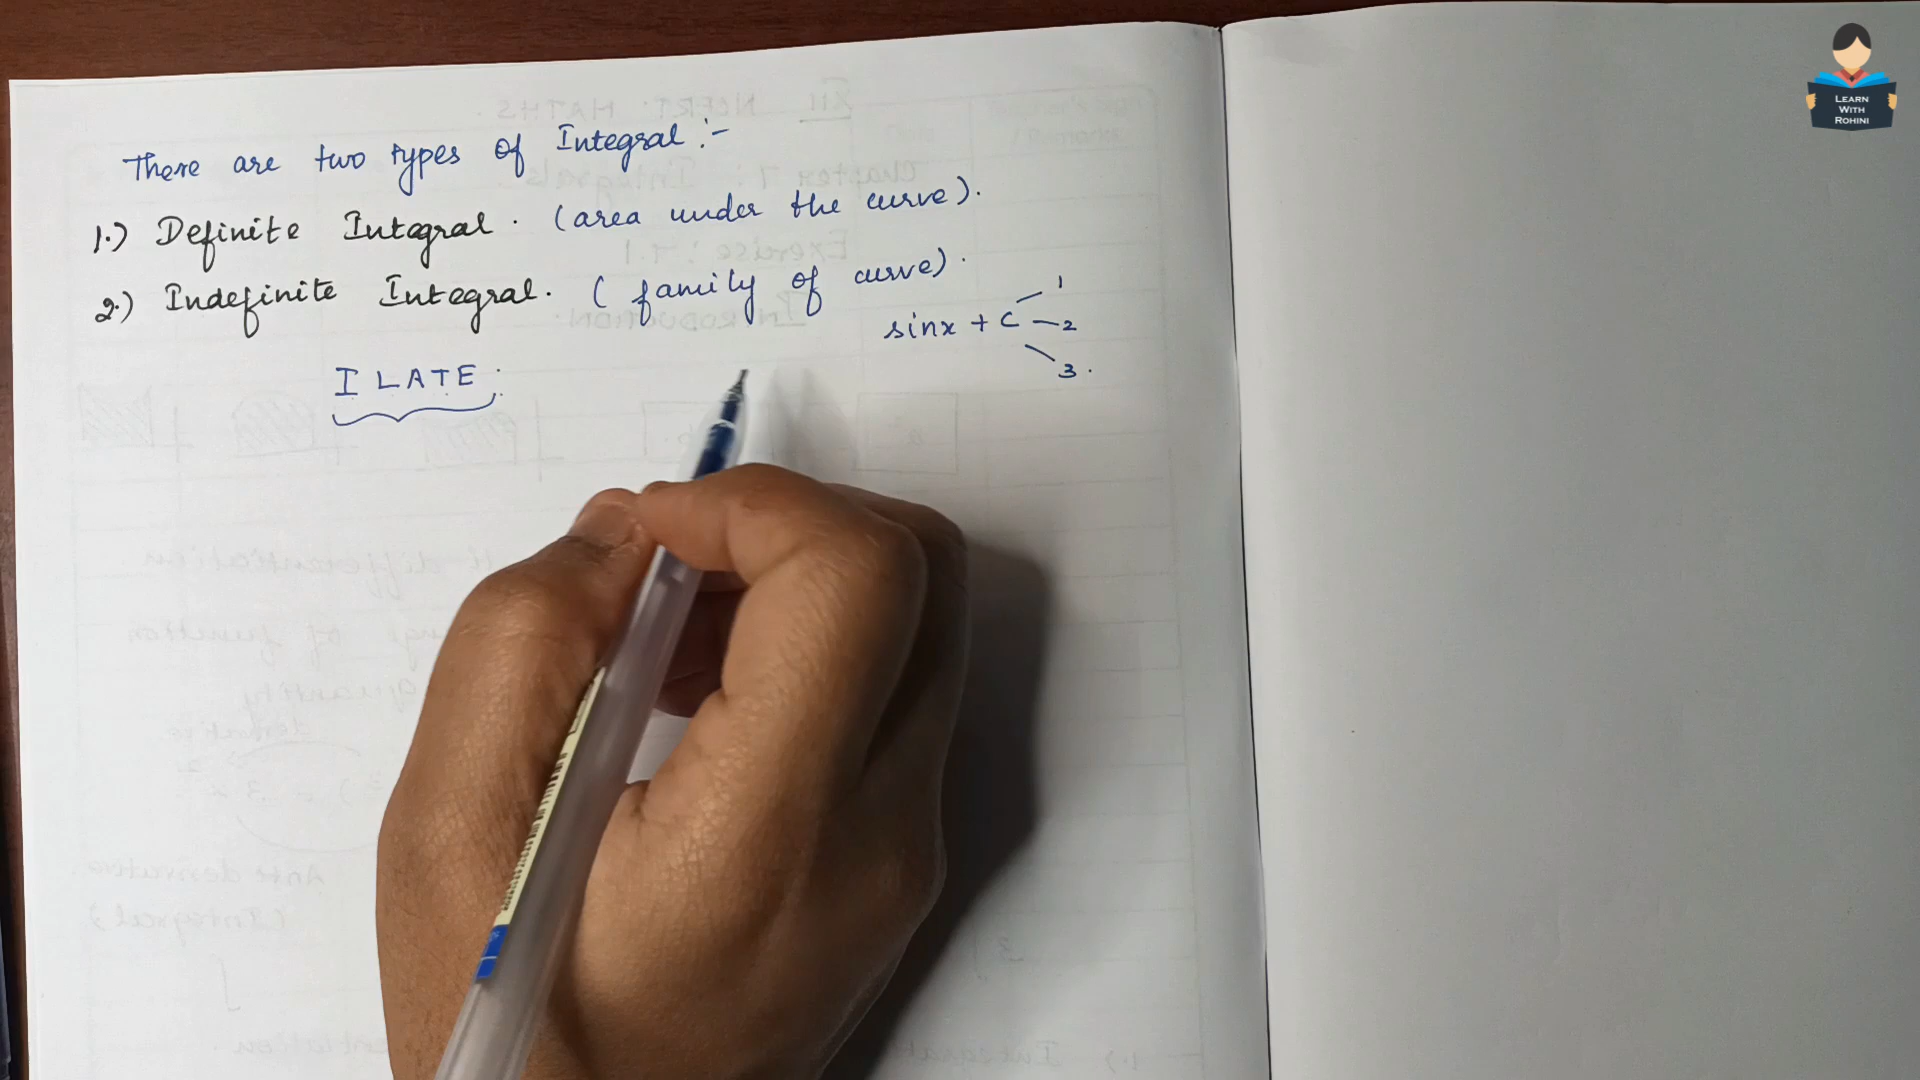 There are two types of Integral :-
1.) Definite Integral. (area under the curve).
2.) Indefinite Integral. (family of curve).
sinx + C
1
2
3.
I LATE.
LEARN
WITH
ROHINI